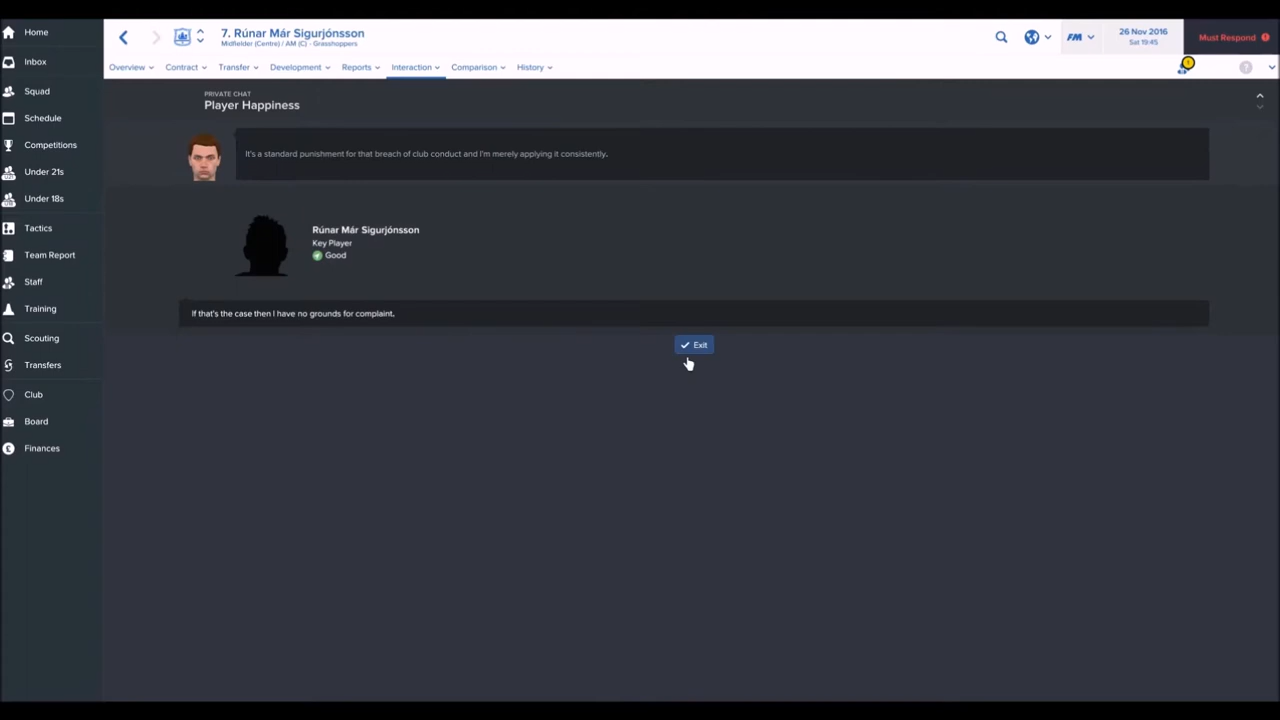 Home
Inbox
Squad
Schedule
Competitions
Under 21s
Under 18s
Tactics
Team Report
Staff
Training
Scouting
Transfers
Club
Board
Finances
7. Rúnar Már Sigurjónsson
Midfielder (Centre) / AM (C) - Grasshoppers
FM
26 Nov 2016
Sat 19:45
Must Respond
Overview
Contract
Transfer
Development
Reports
Interaction
Comparison
History
PRIVATE CHAT
Player Happiness
It's a standard punishment for that breach of club conduct and I'm merely applying it consistently.
Rúnar Már Sigurjónsson
Key Player
Good
If that's the case then I have no grounds for complaint.
Exit